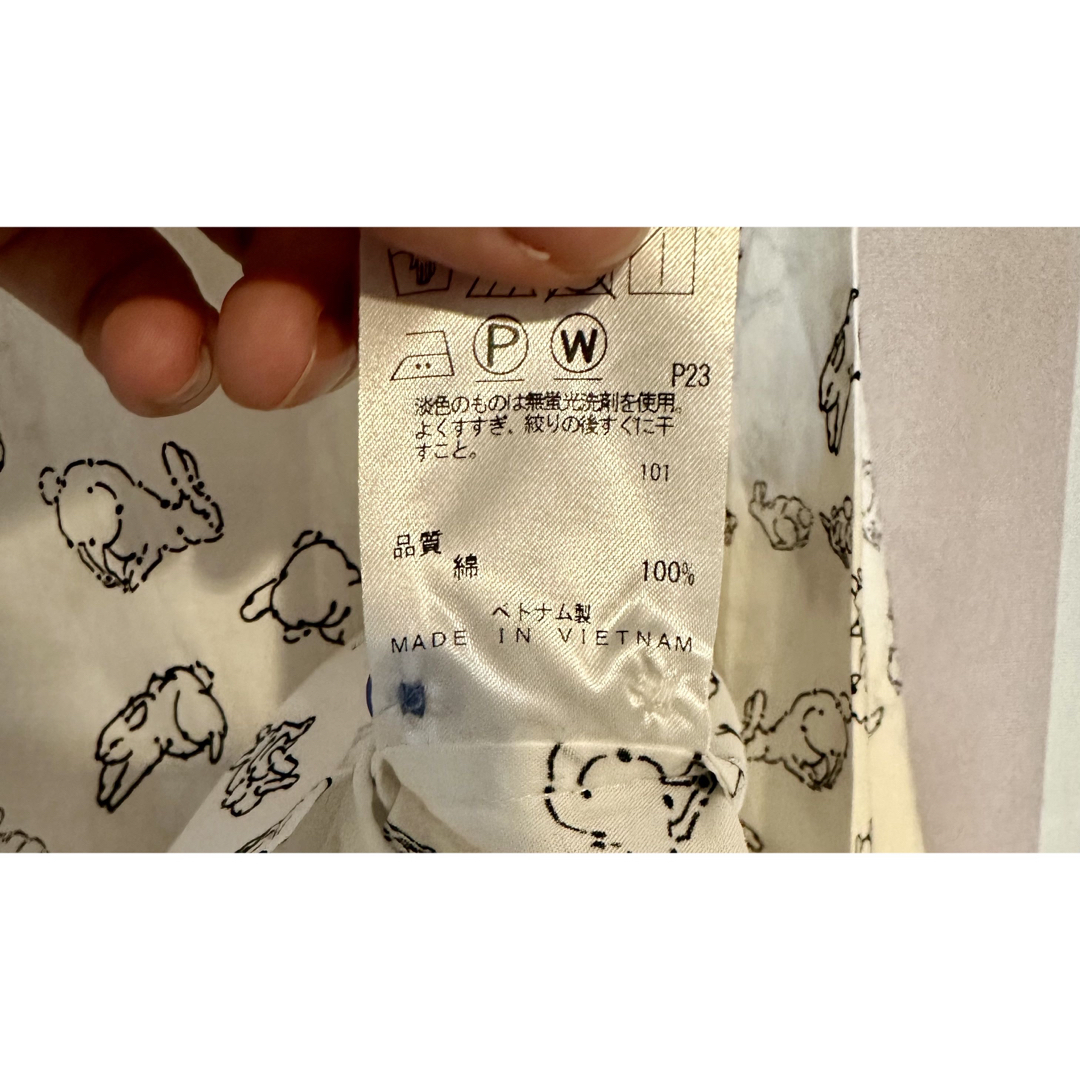 P W
P23
淡色のものは無蛍光洗剤を使用。
よくすすぎ、絞りの後すぐに干
すこと。
101
品質
綿 100%
ベトナム製
MADE IN VIETNAM